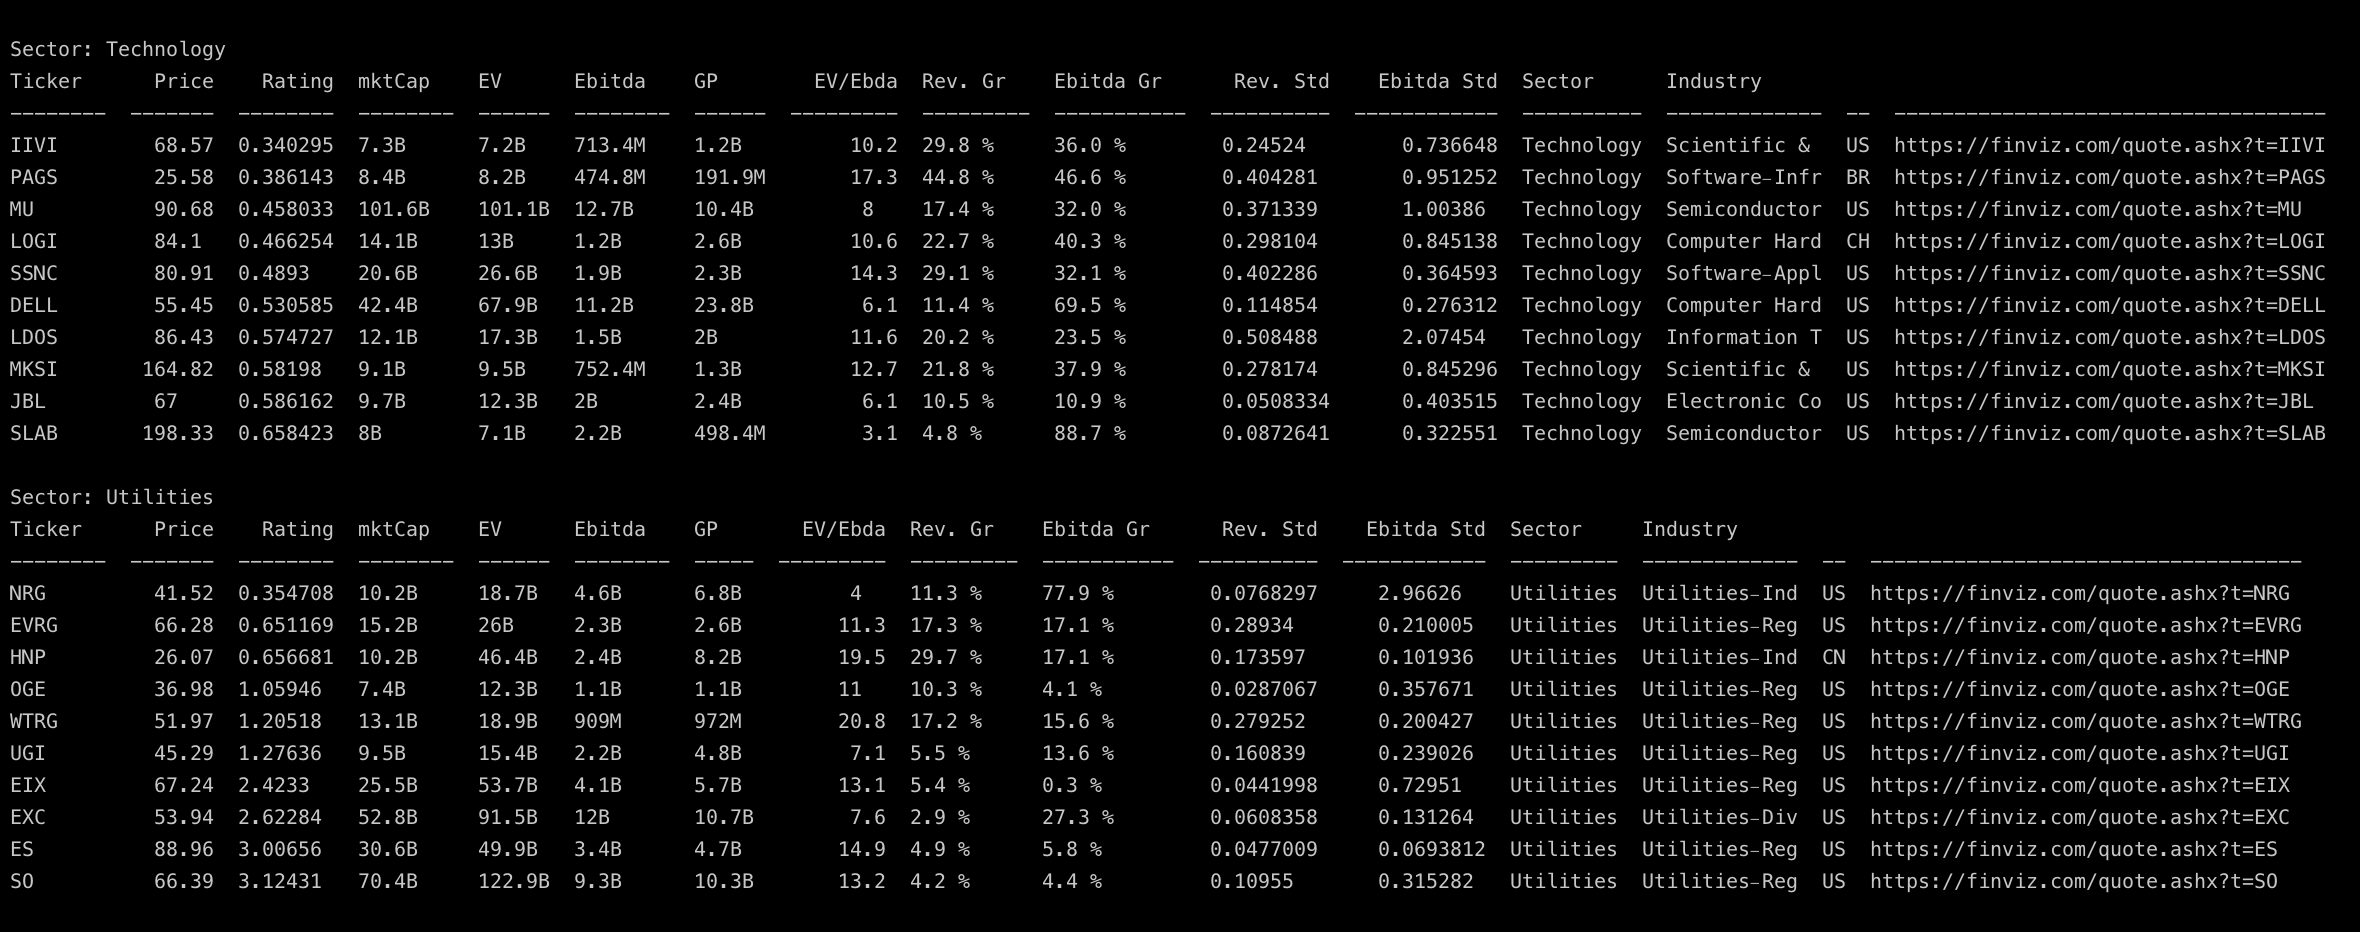 Sector: Technology
Ticker Price Rating mktCap EV Ebitda GP EV/Ebda Rev. Gr Ebitda Gr Rev. Std Ebitda Std Sector Industry
-------- ------- -------- -------- ------ -------- ------ --------- --------- ----------- ---------- ------------ ---------- ------------- -- ------------------------------------
IIVI 68.57 0.340295 7.3B 7.2B 713.4M 1.2B 10.2 29.8 % 36.0 % 0.24524 0.736648 Technology Scientific & US https://finviz.com/quote.ashx?t=IIVI
PAGS 25.58 0.386143 8.4B 8.2B 474.8M 191.9M 17.3 44.8 % 46.6 % 0.404281 0.951252 Technology Software-Infr BR https://finviz.com/quote.ashx?t=PAGS
MU 90.68 0.458033 101.6B 101.1B 12.7B 10.4B 8 17.4 % 32.0 % 0.371339 1.00386 Technology Semiconductor US https://finviz.com/quote.ashx?t=MU
LOGI 84.1 0.466254 14.1B 13B 1.2B 2.6B 10.6 22.7 % 40.3 % 0.298104 0.845138 Technology Computer Hard CH https://finviz.com/quote.ashx?t=LOGI
SSNC 80.91 0.4893 20.6B 26.6B 1.9B 2.3B 14.3 29.1 % 32.1 % 0.402286 0.364593 Technology Software-Appl US https://finviz.com/quote.ashx?t=SSNC
DELL 55.45 0.530585 42.4B 67.9B 11.2B 23.8B 6.1 11.4 % 69.5 % 0.114854 0.276312 Technology Computer Hard US https://finviz.com/quote.ashx?t=DELL
LDOS 86.43 0.574727 12.1B 17.3B 1.5B 2B 11.6 20.2 % 23.5 % 0.508488 2.07454 Technology Information T US https://finviz.com/quote.ashx?t=LDOS
MKSI 164.82 0.58198 9.1B 9.5B 752.4M 1.3B 12.7 21.8 % 37.9 % 0.278174 0.845296 Technology Scientific & US https://finviz.com/quote.ashx?t=MKSI
JBL 67 0.586162 9.7B 12.3B 2B 2.4B 6.1 10.5 % 10.9 % 0.0508334 0.403515 Technology Electronic Co US https://finviz.com/quote.ashx?t=JBL
SLAB 198.33 0.658423 8B 7.1B 2.2B 498.4M 3.1 4.8 % 88.7 % 0.0872641 0.322551 Technology Semiconductor US https://finviz.com/quote.ashx?t=SLAB
Sector: Utilities
Ticker Price Rating mktCap EV Ebitda GP EV/Ebda Rev. Gr Ebitda Gr Rev. Std Ebitda Std Sector Industry
-------- ------- -------- -------- ------ -------- ----- --------- --------- ----------- ---------- ------------ --------- ------------- -- ------------------------------------
NRG 41.52 0.354708 10.2B 18.7B 4.6B 6.8B 4 11.3 % 77.9 % 0.0768297 2.96626 Utilities Utilities-Ind US https://finviz.com/quote.ashx?t=NRG
EVRG 66.28 0.651169 15.2B 26B 2.3B 2.6B 11.3 17.3 % 17.1 % 0.28934 0.210005 Utilities Utilities-Reg US https://finviz.com/quote.ashx?t=EVRG
HNP 26.07 0.656681 10.2B 46.4B 2.4B 8.2B 19.5 29.7 % 17.1 % 0.173597 0.101936 Utilities Utilities-Ind CN https://finviz.com/quote.ashx?t=HNP
OGE 36.98 1.05946 7.4B 12.3B 1.1B 1.1B 11 10.3 % 4.1 % 0.0287067 0.357671 Utilities Utilities-Reg US https://finviz.com/quote.ashx?t=OGE
WTRG 51.97 1.20518 13.1B 18.9B 909M 972M 20.8 17.2 % 15.6 % 0.279252 0.200427 Utilities Utilities-Reg US https://finviz.com/quote.ashx?t=WTRG
UGI 45.29 1.27636 9.5B 15.4B 2.2B 4.8B 7.1 5.5 % 13.6 % 0.160839 0.239026 Utilities Utilities-Reg US https://finviz.com/quote.ashx?t=UGI
EIX 67.24 2.4233 25.5B 53.7B 4.1B 5.7B 13.1 5.4 % 0.3 % 0.0441998 0.72951 Utilities Utilities-Reg US https://finviz.com/quote.ashx?t=EIX
EXC 53.94 2.62284 52.8B 91.5B 12B 10.7B 7.6 2.9 % 27.3 % 0.0608358 0.131264 Utilities Utilities-Div US https://finviz.com/quote.ashx?t=EXC
ES 88.96 3.00656 30.6B 49.9B 3.4B 4.7B 14.9 4.9 % 5.8 % 0.0477009 0.0693812 Utilities Utilities-Reg US https://finviz.com/quote.ashx?t=ES
SO 66.39 3.12431 70.4B 122.9B 9.3B 10.3B 13.2 4.2 % 4.4 % 0.10955 0.315282 Utilities Utilities-Reg US https://finviz.com/quote.ashx?t=SO